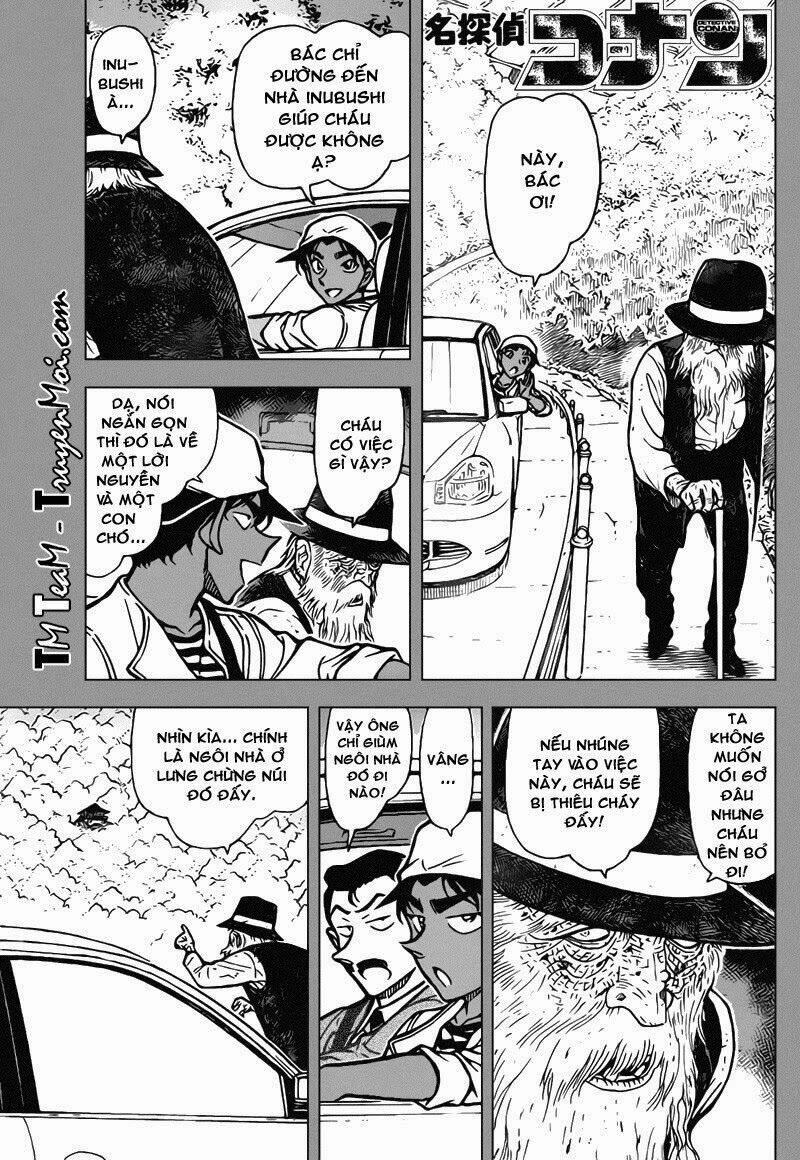 名探偵
コナン
DETECTIVE
CONAN
NÀY,
BÁC
ƠI!
BÁC CHỈ
ĐƯỜNG ĐẾN
NHÀ INUBUSHI
GIÚP CHÁU
ĐƯỢC KHÔNG
Ạ?
INU-
BUSHI
À...
CHÁU
CÓ VIỆC
GÌ VẬY?
DẠ, NÓI
NGẮN GỌN
THÌ ĐÓ LÀ VỀ
MỘT LỜI
NGUYỀN
VÀ MỘT
CON
CHÓ...
TA
KHÔNG
MUỐN
NÓI GỞ
ĐÂU
NHƯNG
CHÁU
NÊN BỎ
ĐI!
NẾU NHÚNG
TAY VÀO VIỆC
NÀY, CHÁU SẼ
BỊ THIÊU CHÁY
ĐẤY!
VÂNG
...
VẬY ÔNG
CHỈ GIÙM
NGÔI NHÀ
ĐÓ ĐI
NÀO!
NHÌN KÌA... CHÍNH
LÀ NGÔI NHÀ Ở
LƯNG CHỪNG NÚI
ĐÓ ĐẤY.
TM TEAM - TruyenMoi.com